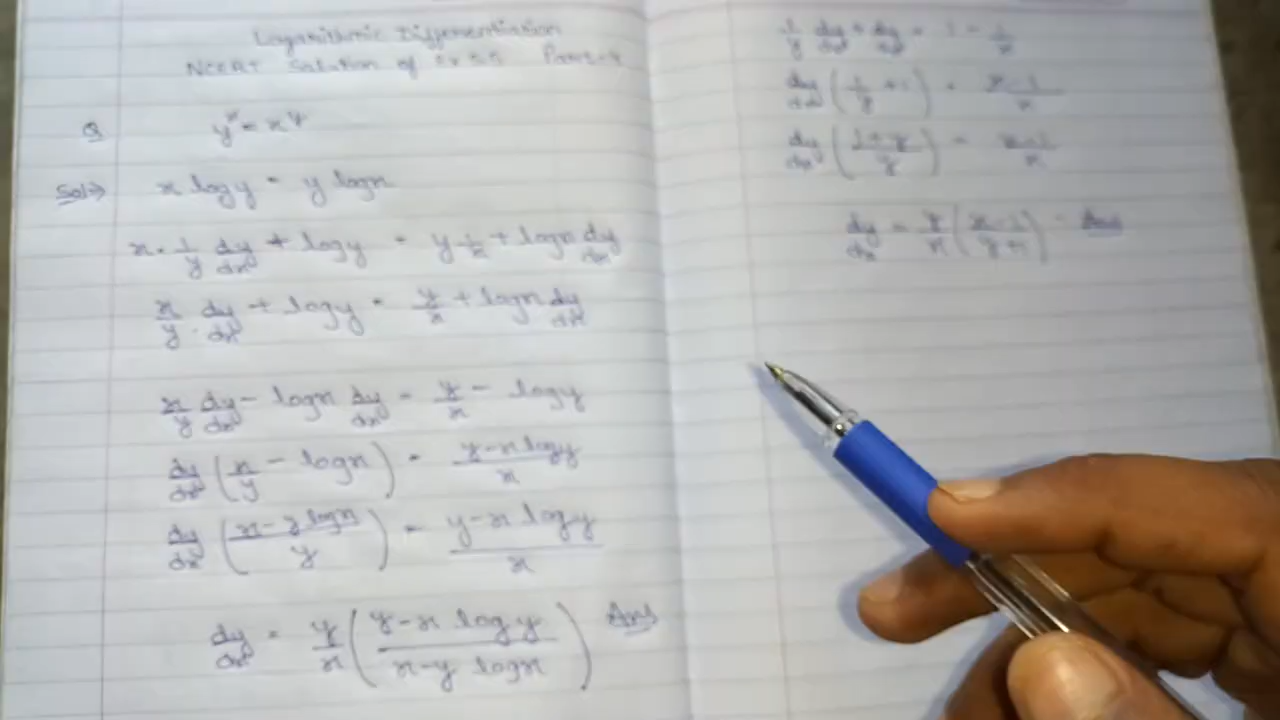 Logarithmic Differentiation
NCERT Solution of Ex 5.5 Part-4
Q y^x = x^y
Sol→ x log y = y log x
x · 1/y dy/dx + log y = y 1/x + log x dy/dx
x/y · dy/dx + log y = y/x + log x dy/dx
x/y dy/dx - log x dy/dx = y/x - log y
dy/dx (x/y - log x) = (y - x log y)/x
dy/dx ((x - y log x)/y) = (y - x log y)/x
dy/dx = y/x ((y - x log y)/(x - y log x)) Ans
1/y dy/dx + dy/dx = 1 - 1/x
dy/dx (1/y + 1) = (x - 1)/x
dy/dx ((1 + y)/y) = (x - 1)/x
dy/dx = y/x ((x - 1)/(y + 1)) - Ans